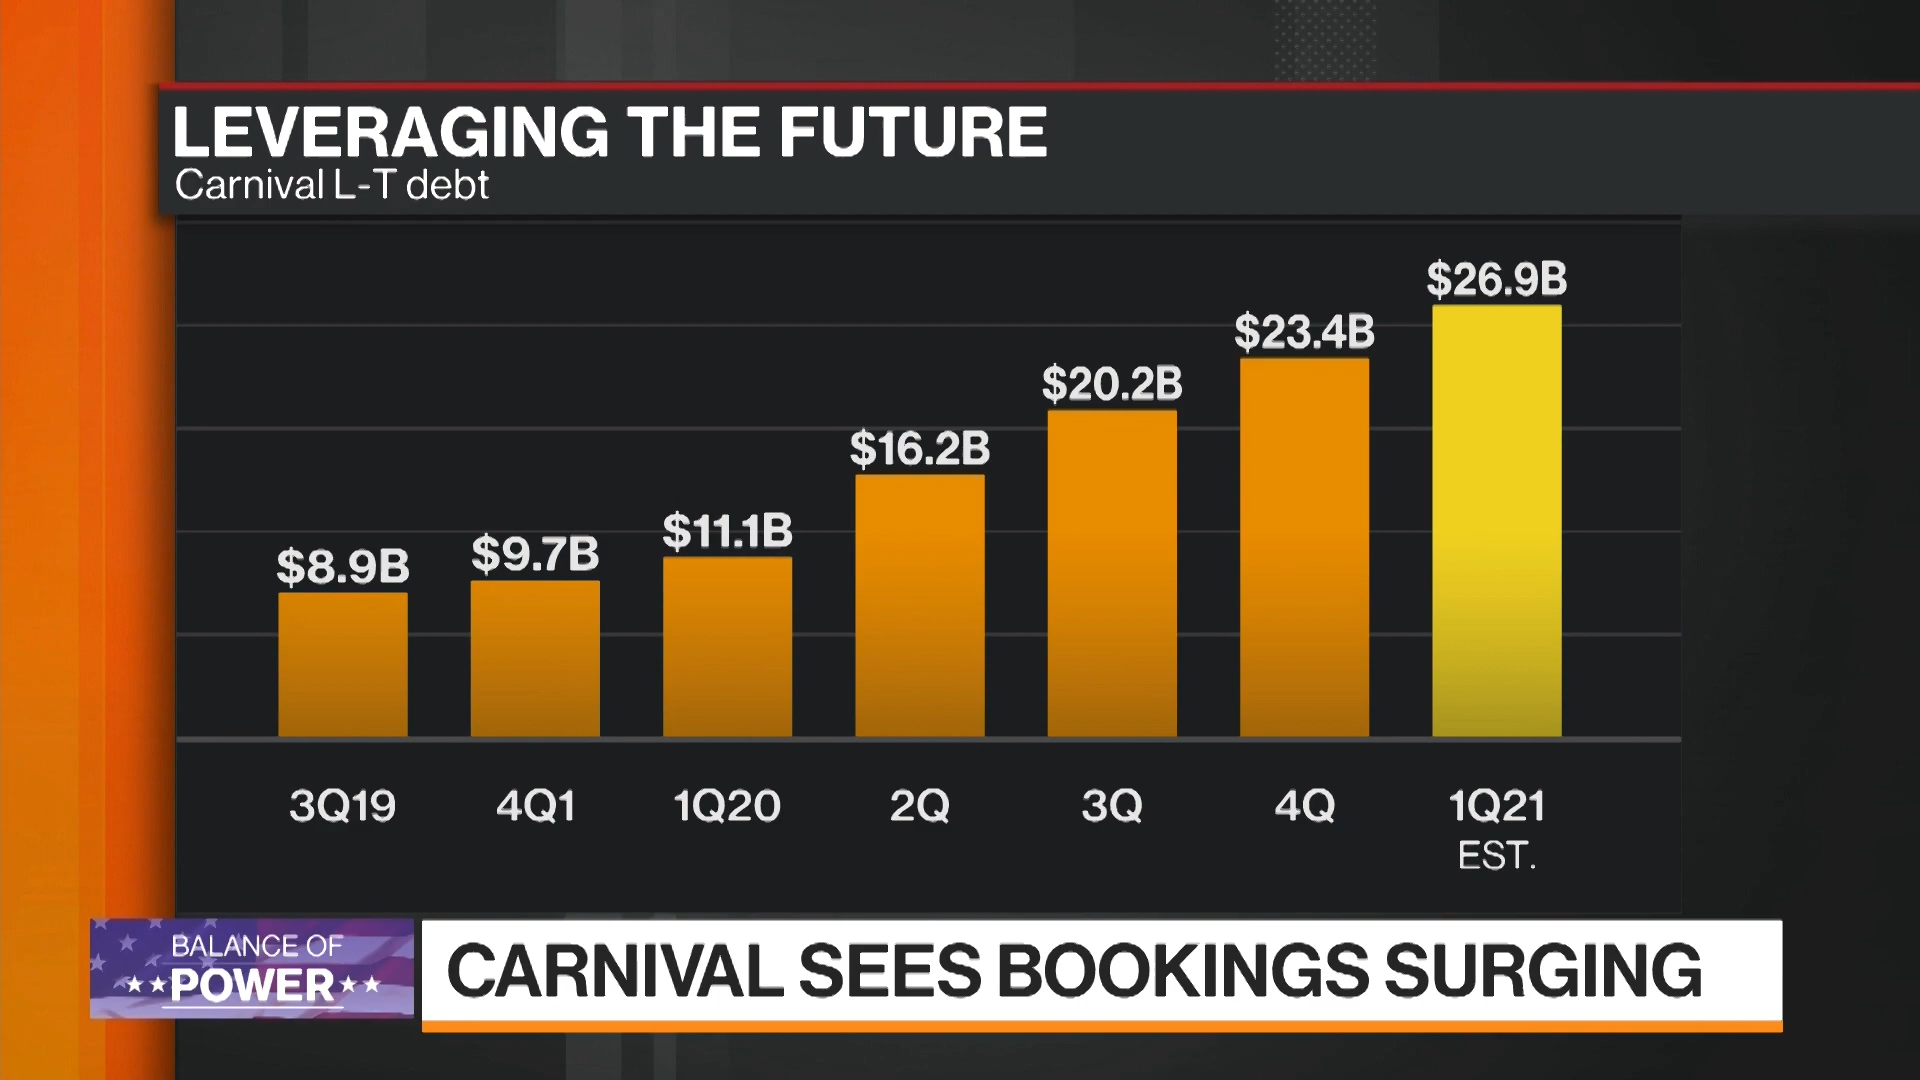 LEVERAGING THE FUTURE
Carnival L-T debt
$8.9B
$9.7B
$11.1B
$16.2B
$20.2B
$23.4B
$26.9B
3Q19
4Q1
1Q20
2Q
3Q
4Q
1Q21
EST.
BALANCE OF
POWER
CARNIVAL SEES BOOKINGS SURGING